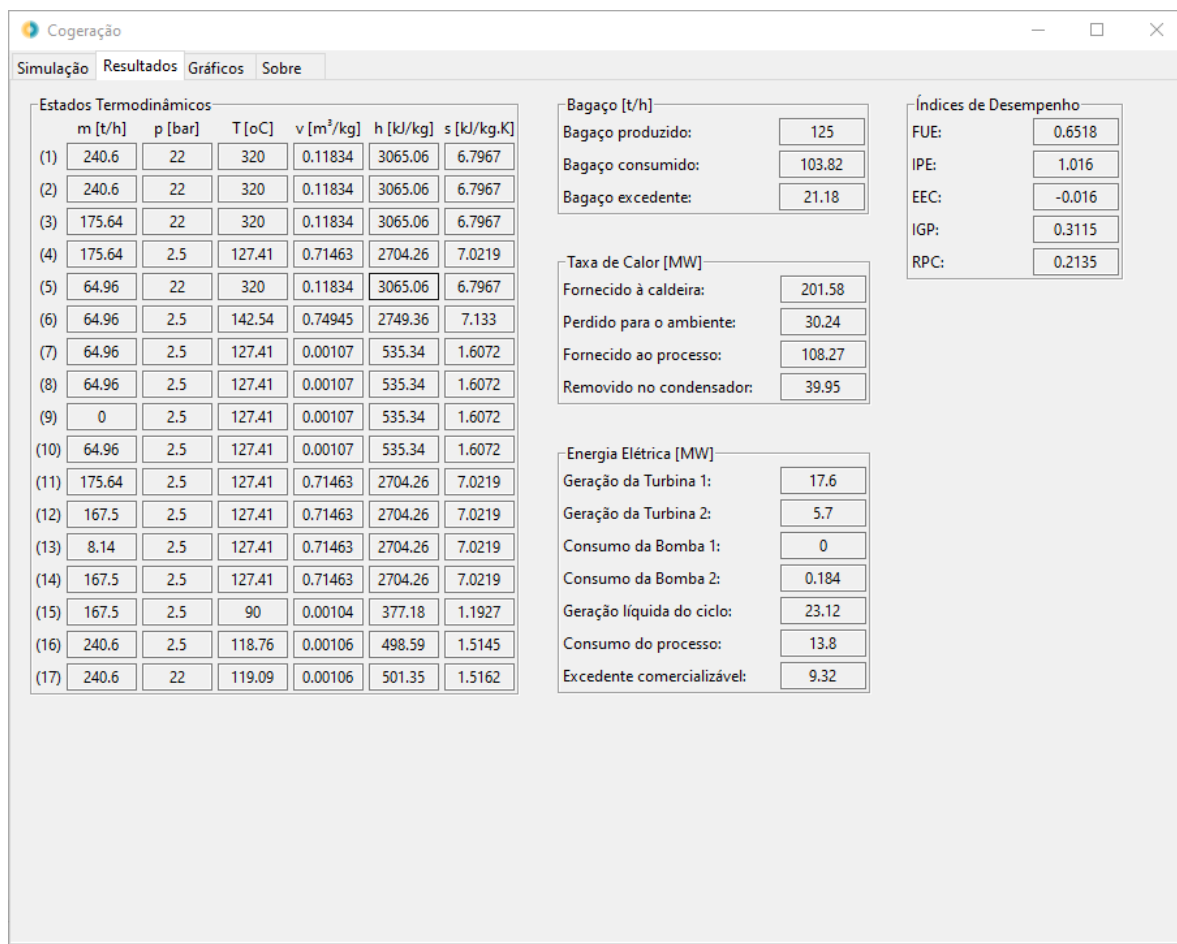 Cogeração
Simulação Resultados Gráficos Sobre
Estados Termodinâmicos
m [t/h] p [bar] T [oC] v [m³/kg] h [kJ/kg] s [kJ/kg.K]
(1) 240.6 22 320 0.11834 3065.06 6.7967
(2) 240.6 22 320 0.11834 3065.06 6.7967
(3) 175.64 22 320 0.11834 3065.06 6.7967
(4) 175.64 2.5 127.41 0.71463 2704.26 7.0219
(5) 64.96 22 320 0.11834 3065.06 6.7967
(6) 64.96 2.5 142.54 0.74945 2749.36 7.133
(7) 64.96 2.5 127.41 0.00107 535.34 1.6072
(8) 64.96 2.5 127.41 0.00107 535.34 1.6072
(9) 0 2.5 127.41 0.00107 535.34 1.6072
(10) 64.96 2.5 127.41 0.00107 535.34 1.6072
(11) 175.64 2.5 127.41 0.71463 2704.26 7.0219
(12) 167.5 2.5 127.41 0.71463 2704.26 7.0219
(13) 8.14 2.5 127.41 0.71463 2704.26 7.0219
(14) 167.5 2.5 127.41 0.71463 2704.26 7.0219
(15) 167.5 2.5 90 0.00104 377.18 1.1927
(16) 240.6 2.5 118.76 0.00106 498.59 1.5145
(17) 240.6 22 119.09 0.00106 501.35 1.5162
Bagaço [t/h]
Bagaço produzido: 125
Bagaço consumido: 103.82
Bagaço excedente: 21.18
Taxa de Calor [MW]
Fornecido à caldeira: 201.58
Perdido para o ambiente: 30.24
Fornecido ao processo: 108.27
Removido no condensador: 39.95
Energia Elétrica [MW]
Geração da Turbina 1: 17.6
Geração da Turbina 2: 5.7
Consumo da Bomba 1: 0
Consumo da Bomba 2: 0.184
Geração líquida do ciclo: 23.12
Consumo do processo: 13.8
Excedente comercializável: 9.32
Índices de Desempenho
FUE: 0.6518
IPE: 1.016
EEC: -0.016
IGP: 0.3115
RPC: 0.2135